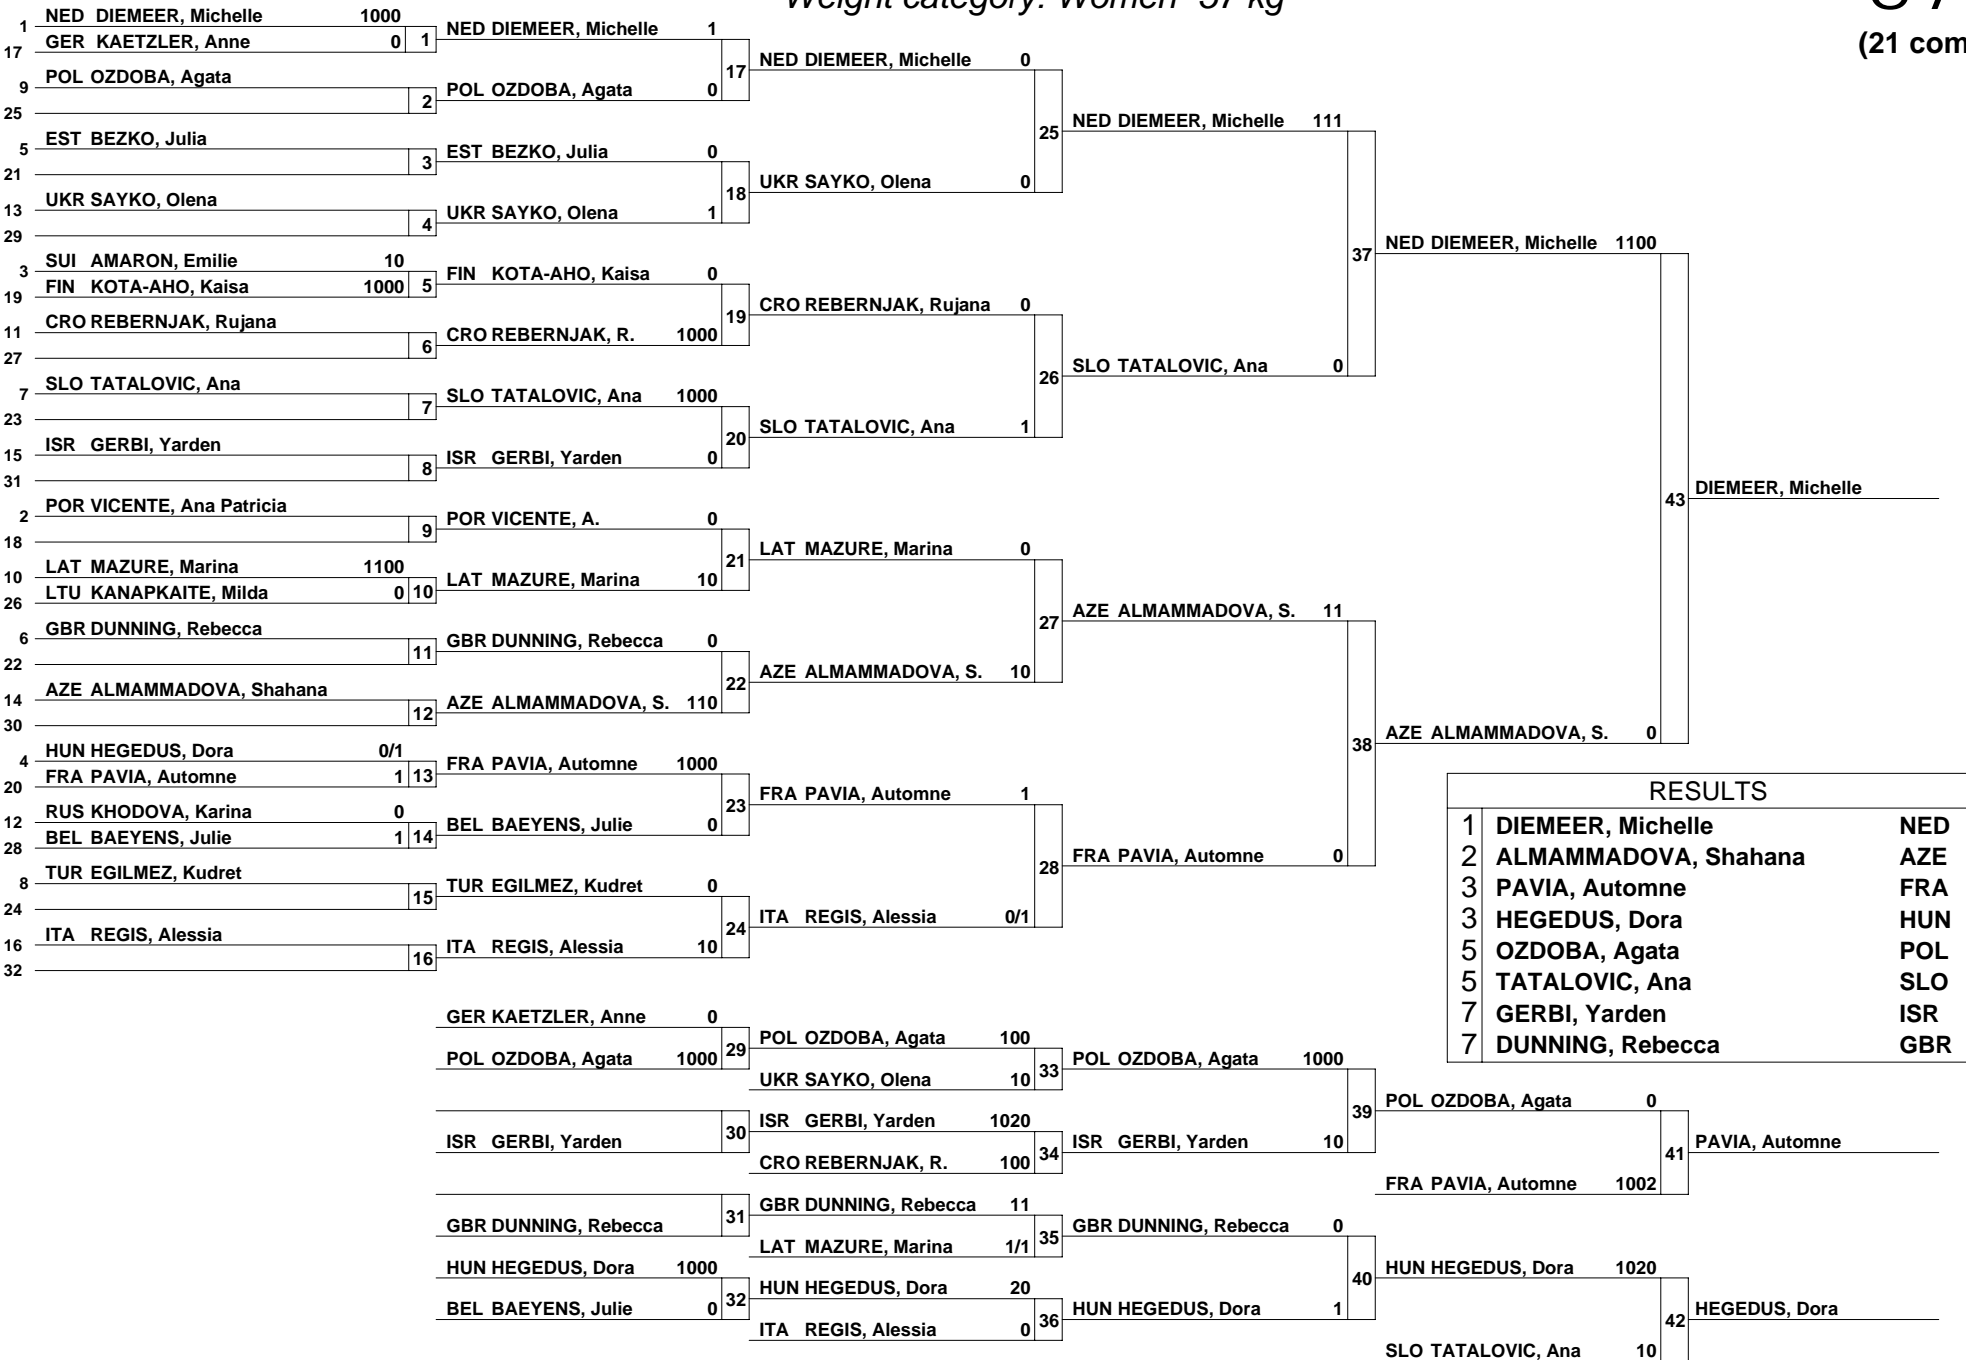 Weight category: Women -57 kg
(21 com
1 NED DIEMEER, Michelle 1000
17 GER KAETZLER, Anne 0
1
9 POL OZDOBA, Agata
25
2
5 EST BEZKO, Julia
21
3
13 UKR SAYKO, Olena
29
4
3 SUI AMARON, Emilie 10
19 FIN KOTA-AHO, Kaisa 1000
5
11 CRO REBERNJAK, Rujana
27
6
7 SLO TATALOVIC, Ana
23
7
15 ISR GERBI, Yarden
31
8
2 POR VICENTE, Ana Patricia
18
9
10 LAT MAZURE, Marina 1100
26 LTU KANAPKAITE, Milda 0
10
6 GBR DUNNING, Rebecca
22
11
14 AZE ALMAMMADOVA, Shahana
30
12
4 HUN HEGEDUS, Dora 0/1
20 FRA PAVIA, Automne 1
13
12 RUS KHODOVA, Karina 0
28 BEL BAEYENS, Julie 1
14
8 TUR EGILMEZ, Kudret
24
15
16 ITA REGIS, Alessia
32
16
NED DIEMEER, Michelle 1
POL OZDOBA, Agata 0
17
EST BEZKO, Julia 0
UKR SAYKO, Olena 1
18
FIN KOTA-AHO, Kaisa 0
CRO REBERNJAK, R. 1000
19
SLO TATALOVIC, Ana 1000
ISR GERBI, Yarden 0
20
POR VICENTE, A. 0
LAT MAZURE, Marina 10
21
GBR DUNNING, Rebecca 0
AZE ALMAMMADOVA, S. 110
22
FRA PAVIA, Automne 1000
BEL BAEYENS, Julie 0
23
TUR EGILMEZ, Kudret 0
ITA REGIS, Alessia 10
24
NED DIEMEER, Michelle 0
UKR SAYKO, Olena 0
25
CRO REBERNJAK, Rujana 0
SLO TATALOVIC, Ana 1
26
LAT MAZURE, Marina 0
AZE ALMAMMADOVA, S. 10
27
FRA PAVIA, Automne 1
ITA REGIS, Alessia 0/1
28
NED DIEMEER, Michelle 111
SLO TATALOVIC, Ana 0
37
AZE ALMAMMADOVA, S. 11
FRA PAVIA, Automne 0
38
NED DIEMEER, Michelle 1100
AZE ALMAMMADOVA, S. 0
43
DIEMEER, Michelle
RESULTS
1 DIEMEER, Michelle NED
2 ALMAMMADOVA, Shahana AZE
3 PAVIA, Automne FRA
3 HEGEDUS, Dora HUN
5 OZDOBA, Agata POL
5 TATALOVIC, Ana SLO
7 GERBI, Yarden ISR
7 DUNNING, Rebecca GBR
GER KAETZLER, Anne 0
POL OZDOBA, Agata 1000
29
ISR GERBI, Yarden
30
GBR DUNNING, Rebecca
31
HUN HEGEDUS, Dora 1000
BEL BAEYENS, Julie 0
32
POL OZDOBA, Agata 100
UKR SAYKO, Olena 10
33
ISR GERBI, Yarden 1020
CRO REBERNJAK, R. 100
34
GBR DUNNING, Rebecca 11
LAT MAZURE, Marina 1/1
35
HUN HEGEDUS, Dora 20
ITA REGIS, Alessia 0
36
POL OZDOBA, Agata 1000
ISR GERBI, Yarden 10
39
GBR DUNNING, Rebecca 0
HUN HEGEDUS, Dora 1
40
POL OZDOBA, Agata 0
FRA PAVIA, Automne 1002
41
PAVIA, Automne
HUN HEGEDUS, Dora 1020
SLO TATALOVIC, Ana 10
42
HEGEDUS, Dora